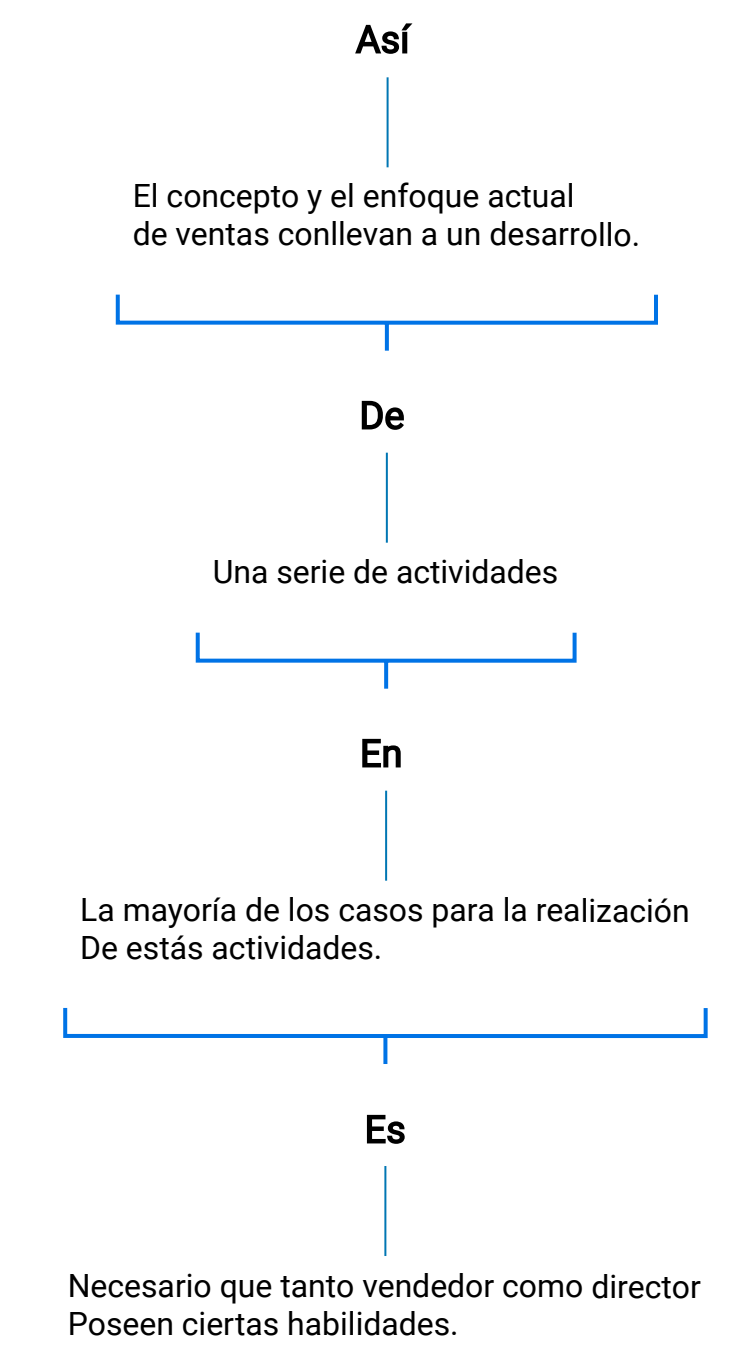 Así
El concepto y el enfoque actual
de ventas conllevan a un desarrollo.
De
Una serie de actividades
En
La mayoría de los casos para la realización
De estás actividades.
Es
Necesario que tanto vendedor como director
Poseen ciertas habilidades.